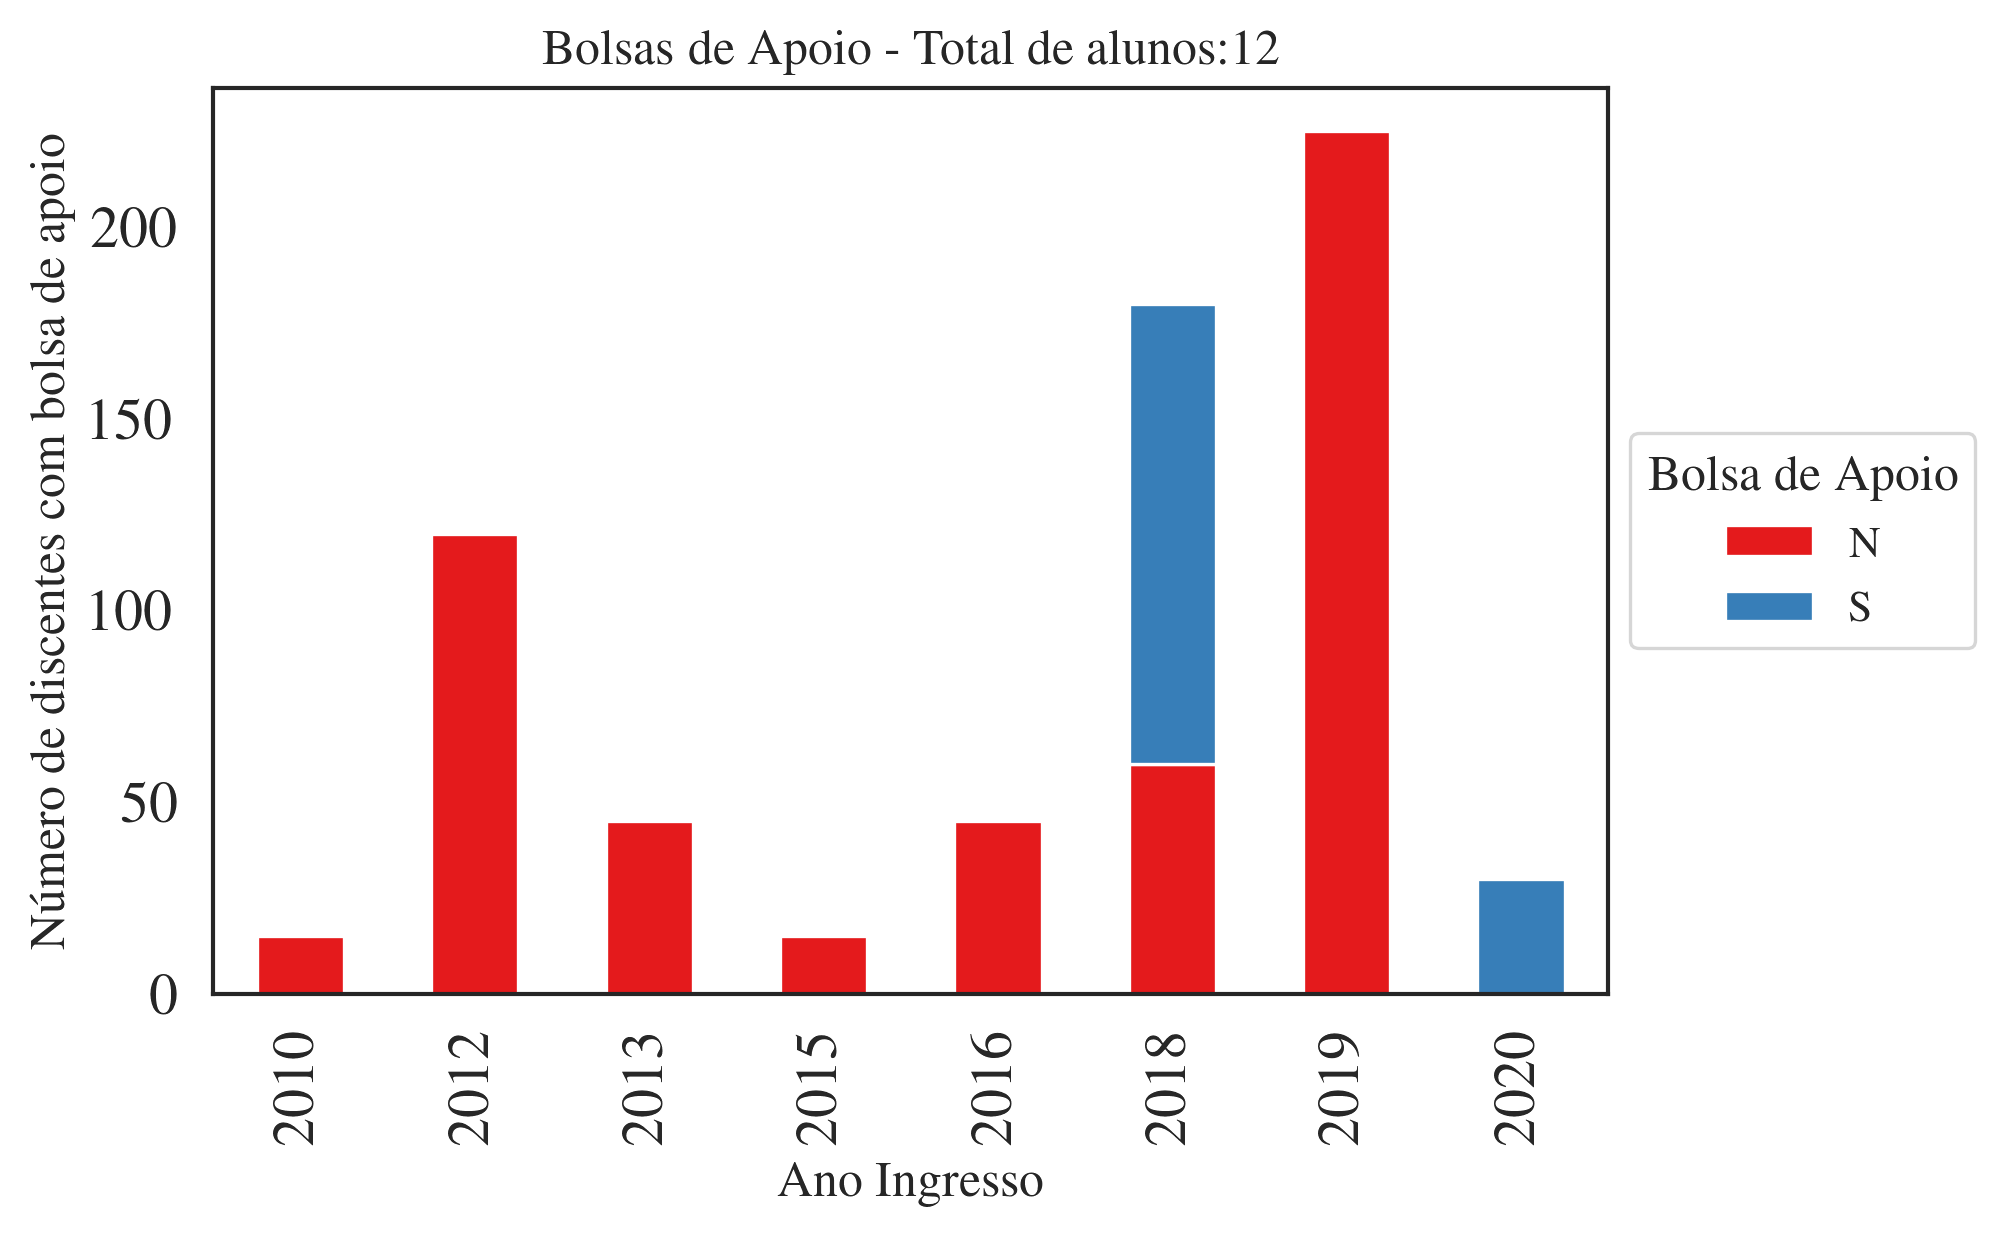 Bolsas de Apoio - Total de alunos:12
Número de discentes com bolsa de apoio
200
150
100
50
0
2010
2012
2013
2015
2016
2018
2019
2020
Ano Ingresso
Bolsa de Apoio
N
S